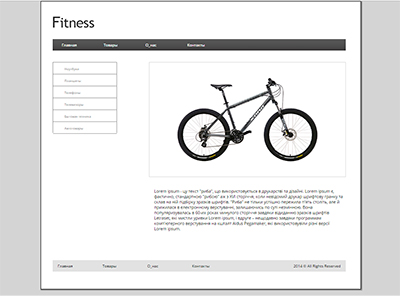 Fitness
Главная Товары О_нас Контакты
Ноутбуки
Планшеты
Телефоны
Телевизоры
Бытовая техника
Автотовары
Lorem Ipsum - це текст "риба", що використовується в друкарстві та дизайні. Lorem Ipsum є,
фактично, стандартною "рибою" аж з XVI сторіччя, коли невідомий друкар взяв шрифтову гранку та
склав на ній підбірку зразків шрифтів. "Риба" не тільки успішно пережила п'ять століть, але й
прижилася в електронному верстуванні, залишаючись по суті незмінною. Вона
популяризувалась в 60-их роках минулого сторіччя завдяки виданню зразків шрифтів
Letraset, які містили уривки з Lorem Ipsum, і вдруге - нещодавно завдяки програмам
комп'ютерного верстування на кшталт Aldus Pagemaker, які використовували різні версії
Lorem Ipsum.
Главная Товары О_нас Контакты 2016 © All Rights Reserved